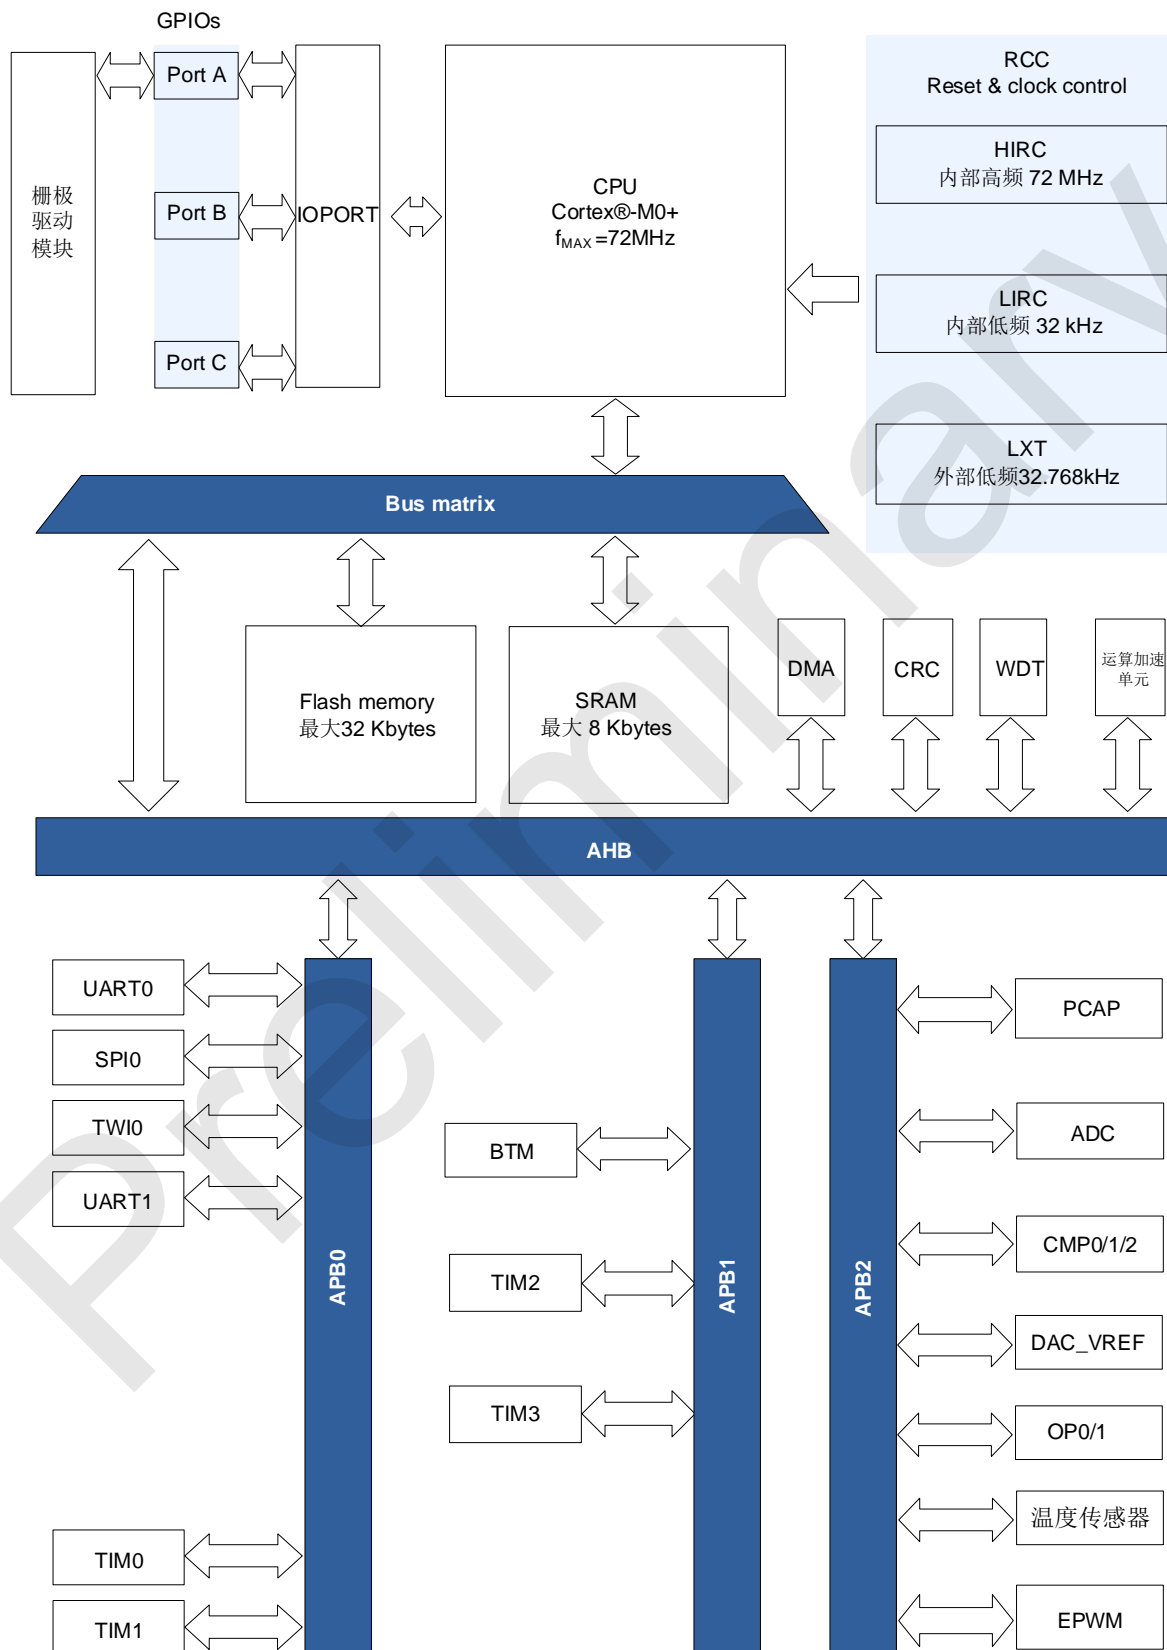 GPIOs
Port A
Port B
Port C
栅极
驱动
模块
IOPORT
CPU
Cortex®-M0+
fMAX=72MHz
RCC
Reset & clock control
HIRC
内部高频 72 MHz
LIRC
内部低频 32 kHz
LXT
外部低频32.768kHz
Bus matrix
Flash memory
最大32 Kbytes
SRAM
最大 8 Kbytes
DMA
CRC
WDT
运算加速
单元
AHB
APB0
APB1
APB2
UART0
SPI0
TWI0
UART1
TIM0
TIM1
BTM
TIM2
TIM3
PCAP
ADC
CMP0/1/2
DAC_VREF
OP0/1
温度传感器
EPWM
Preliminary